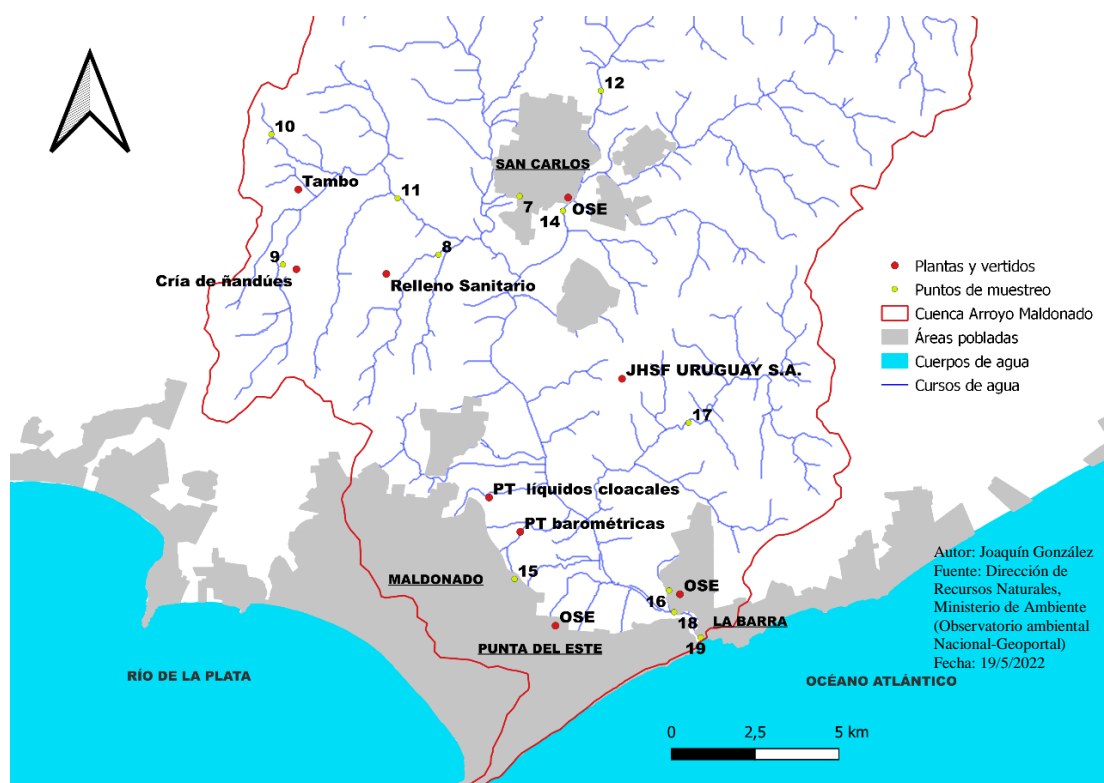 12
10
SAN CARLOS
Tambo
11
7
OSE
14
8
9
Cría de ñandúes
Relleno Sanitario
Plantas y vertidos
Puntos de muestreo
Cuenca Arroyo Maldonado
Áreas pobladas
Cuerpos de agua
Cursos de agua
JHSF URUGUAY S.A.
17
PT líquidos cloacales
PT barométricas
MALDONADO
15
OSE
16
OSE
18
LA BARRA
PUNTA DEL ESTE
19
Autor: Joaquín González
Fuente: Dirección de
Recursos Naturales,
Ministerio de Ambiente
(Observatorio ambiental
Nacional-Geoportal)
Fecha: 19/5/2022
RÍO DE LA PLATA
OCÉANO ATLÁNTICO
0 2,5 5 km